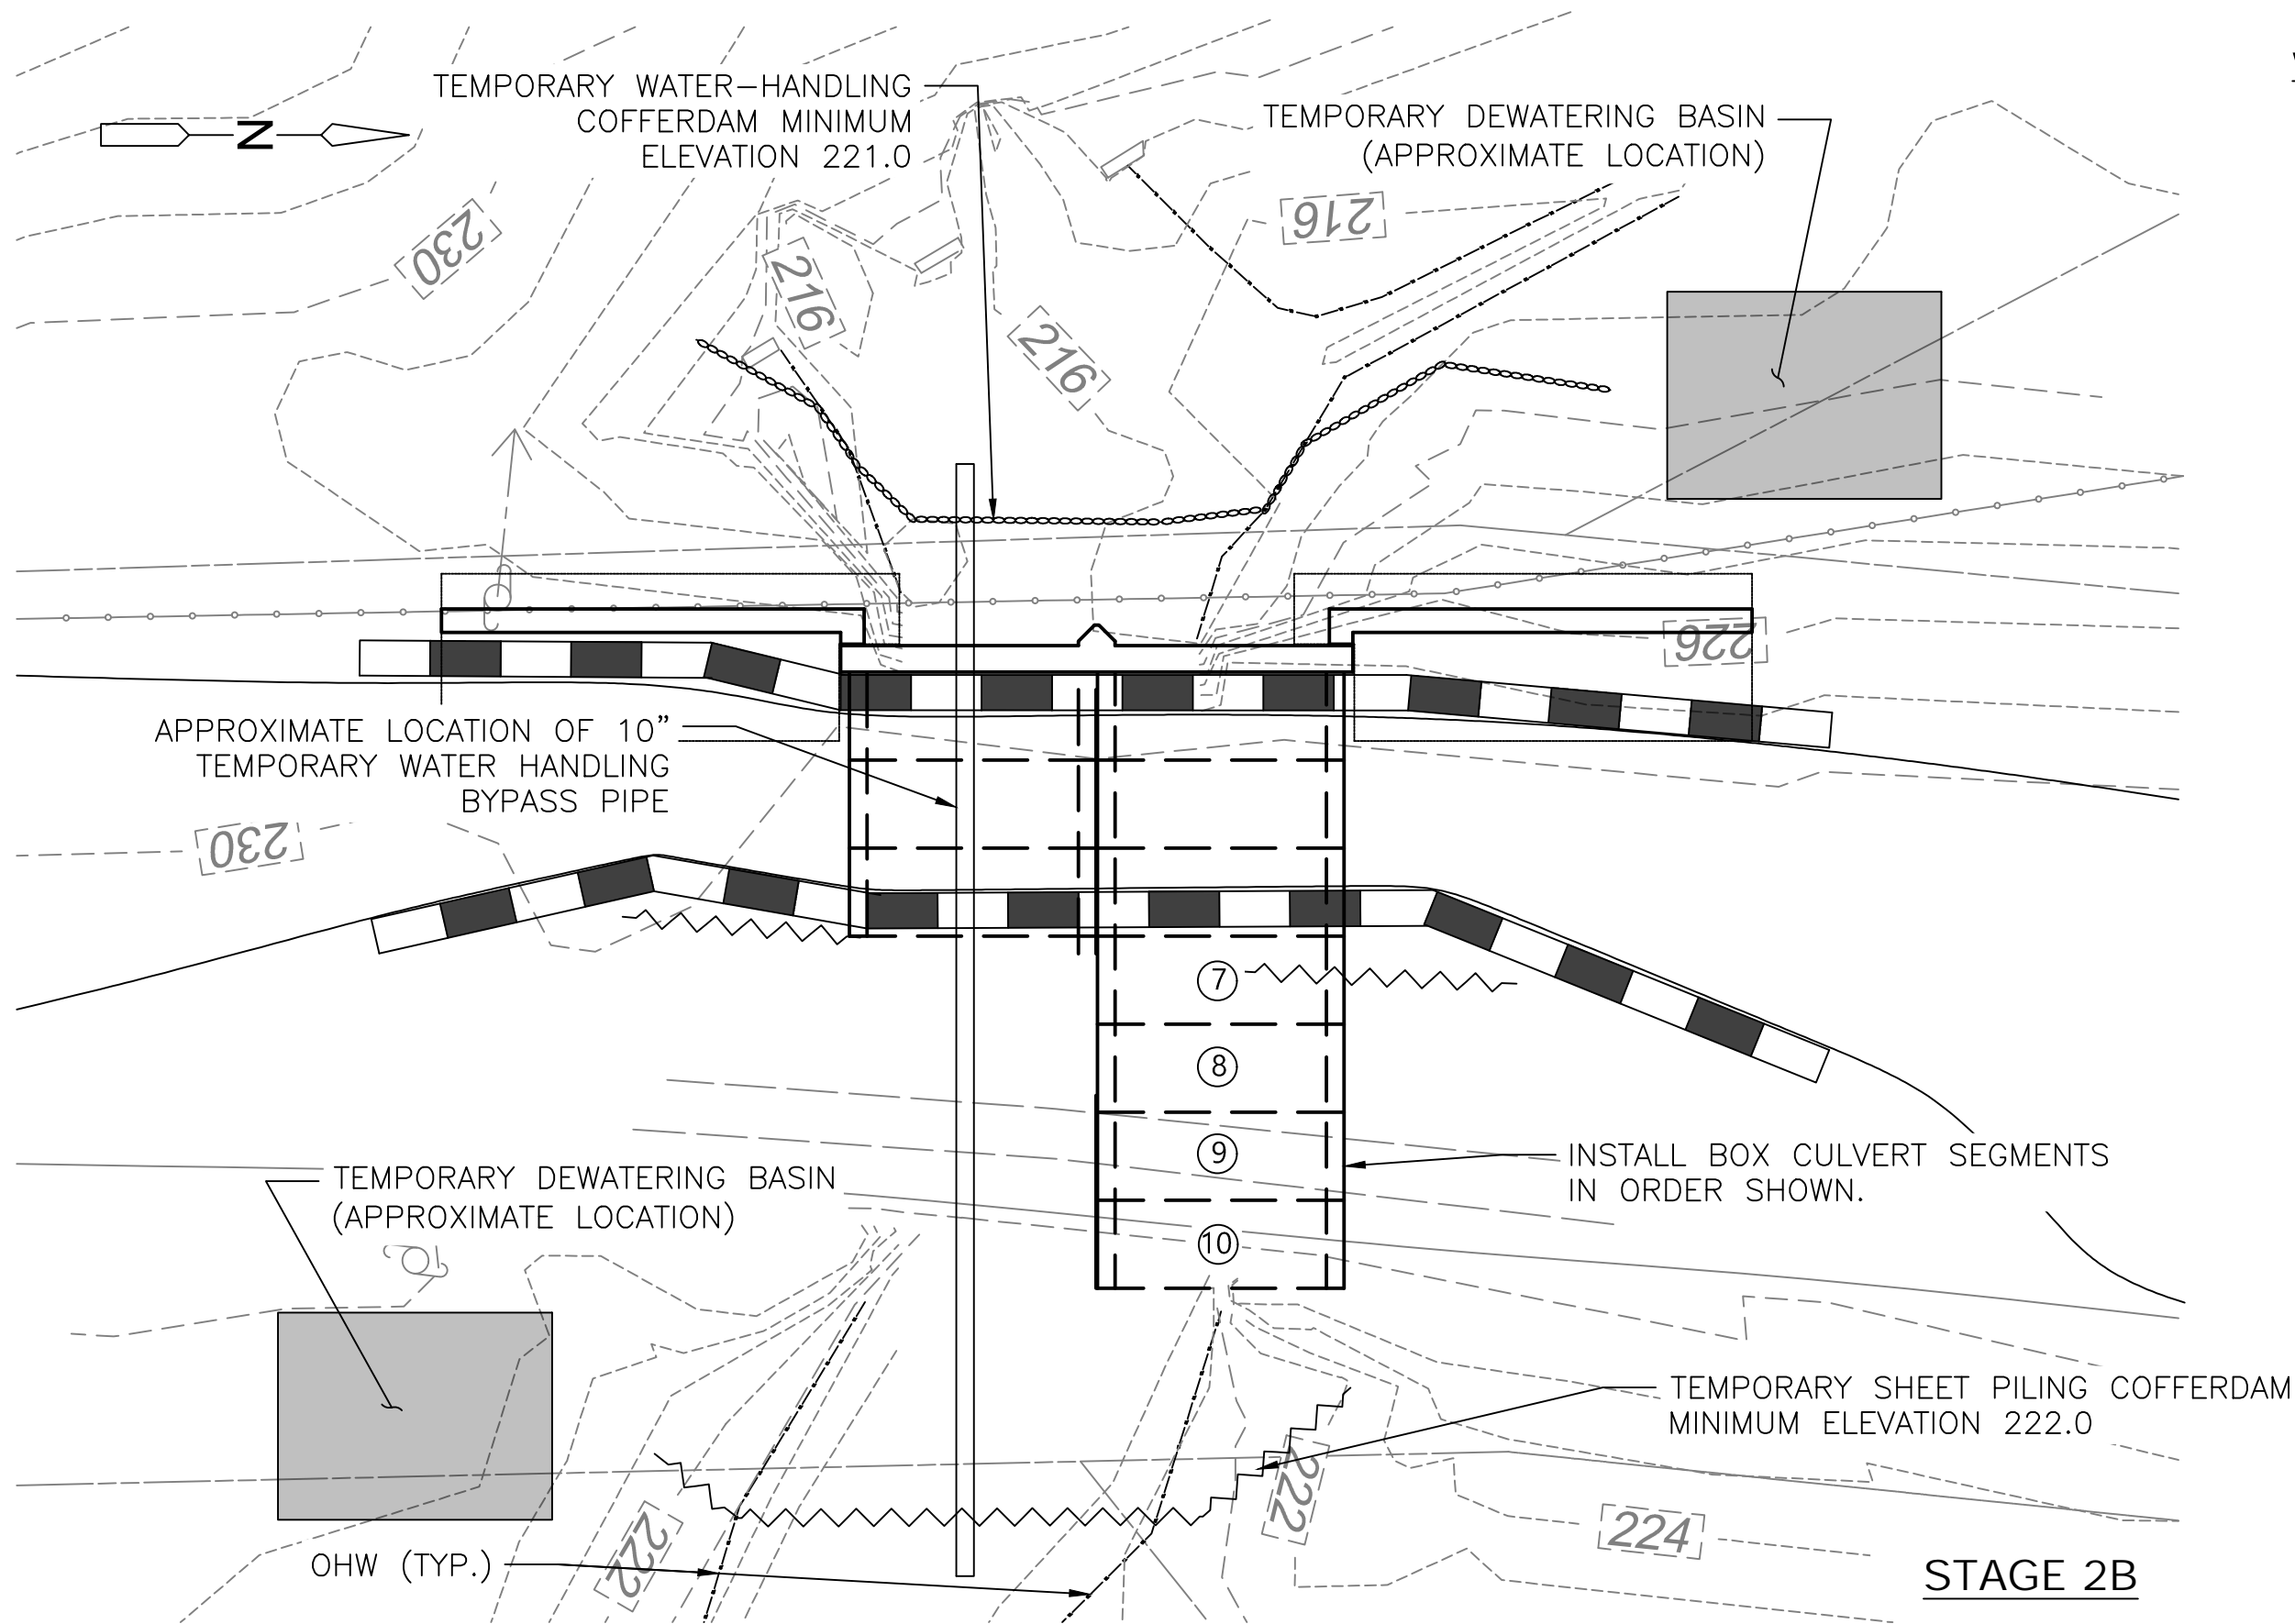 TEMPORARY WATER-HANDLING
COFFERDAM MINIMUM
ELEVATION 221.0
TEMPORARY DEWATERING BASIN
(APPROXIMATE LOCATION)
N
230
216
216
216
226
APPROXIMATE LOCATION OF 10"
TEMPORARY WATER HANDLING
BYPASS PIPE
230
7
8
9
10
INSTALL BOX CULVERT SEGMENTS
IN ORDER SHOWN.
TEMPORARY DEWATERING BASIN
(APPROXIMATE LOCATION)
TEMPORARY SHEET PILING COFFERDAM
MINIMUM ELEVATION 222.0
222
222
224
OHW (TYP.)
STAGE 2B